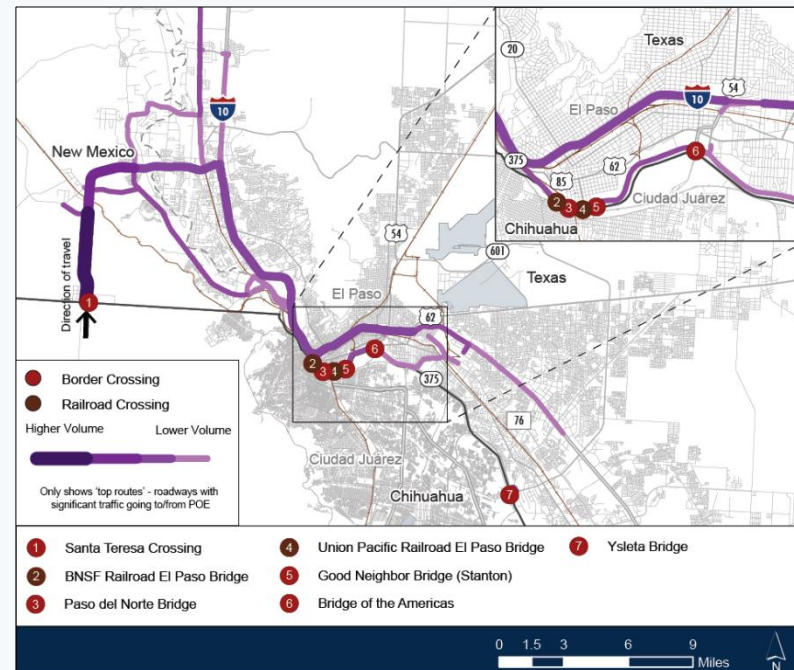 New Mexico
10
Direction of travel
1
El Paso
54
601
Texas
62
2
3
4
5
6
375
76
7
Ciudad Juárez
Chihuahua
20
Texas
54
10
El Paso
375
85
62
6
2
3
4
5
Ciudad Juárez
Chihuahua
Border Crossing
Railroad Crossing
Higher Volume Lower Volume
Only shows 'top routes' - roadways with
significant traffic going to/from POE
1 Santa Teresa Crossing
2 BNSF Railroad El Paso Bridge
3 Paso del Norte Bridge
4 Union Pacific Railroad El Paso Bridge
5 Good Neighbor Bridge (Stanton)
6 Bridge of the Americas
7 Ysleta Bridge
0 1.5 3 6 9
Miles
N